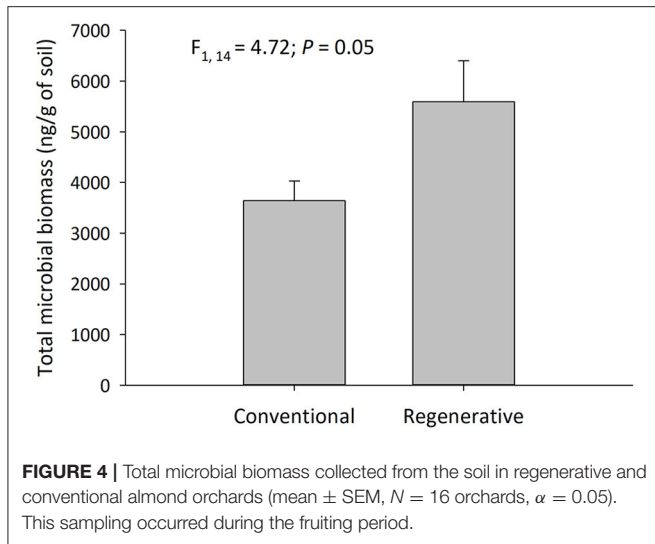 F1, 14 = 4.72; P = 0.05
Total microbial biomass (ng/g of soil)
7000
6000
5000
4000
3000
2000
1000
0
Conventional Regenerative
FIGURE 4 | Total microbial biomass collected from the soil in regenerative and
conventional almond orchards (mean ± SEM, N = 16 orchards, α = 0.05).
This sampling occurred during the fruiting period.